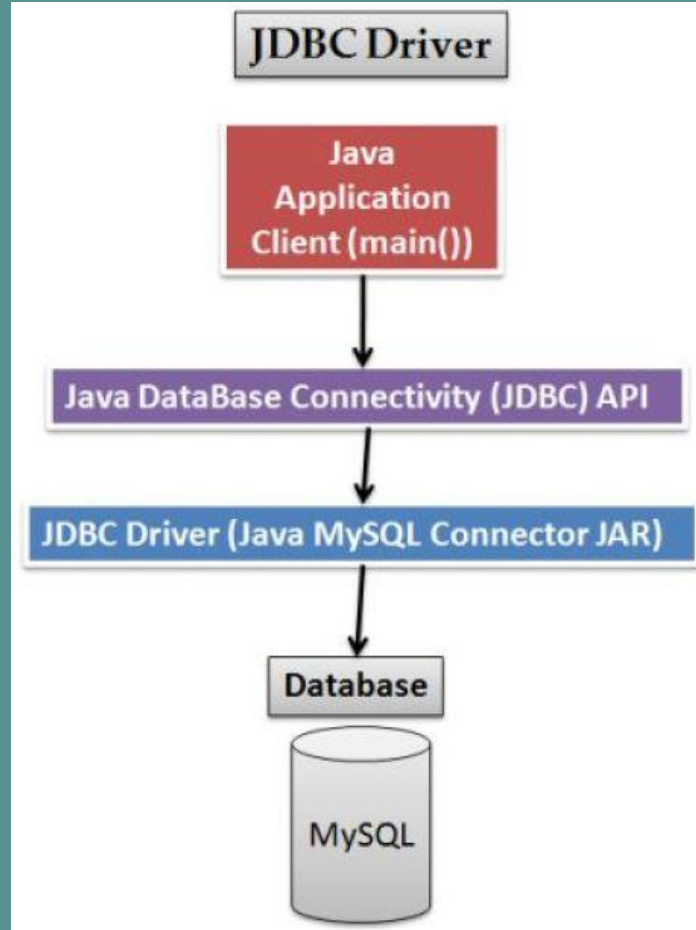 JDBC Driver
Java
Application
Client (main())
Java DataBase Connectivity (JDBC) API
JDBC Driver (Java MySQL Connector JAR)
Database
MySQL